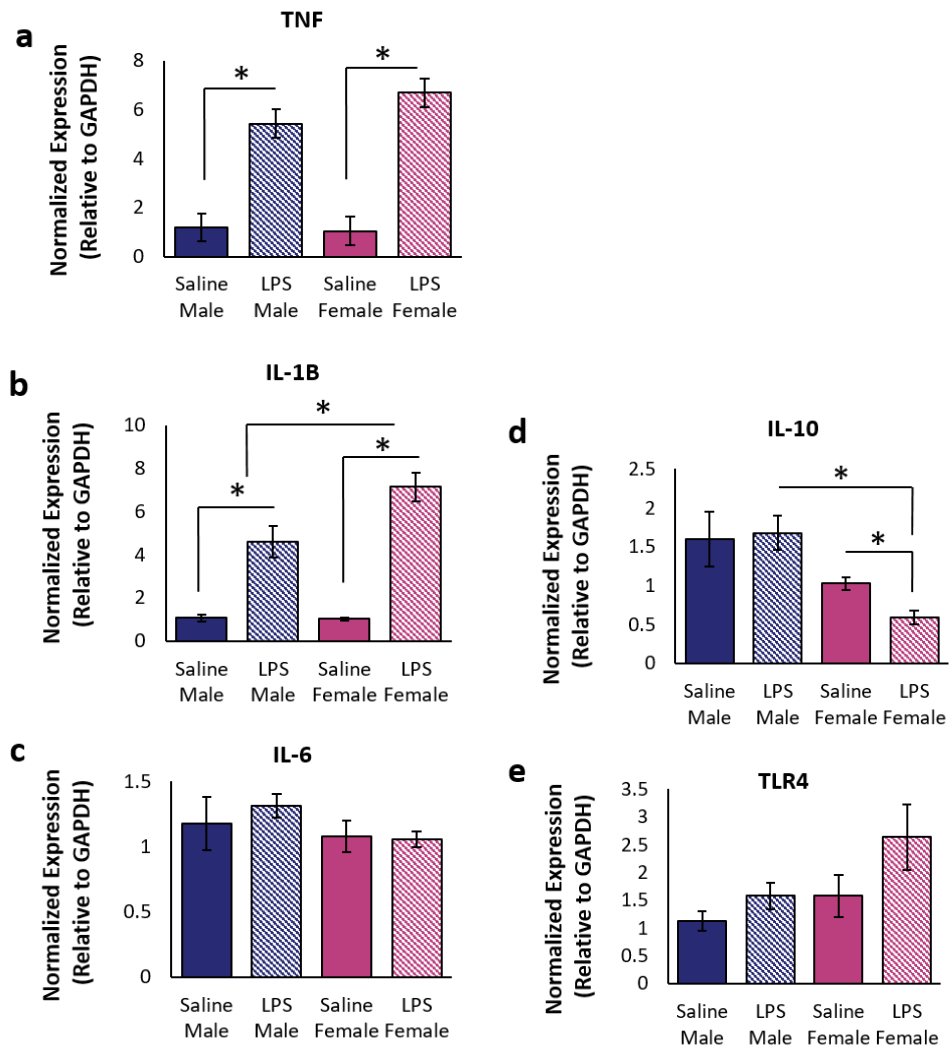 a
TNF
Normalized Expression
(Relative to GAPDH)
8
6
4
2
0
*
*
Saline
Male
LPS
Male
Saline
Female
LPS
Female
b
IL-1B
Normalized Expression
(Relative to GAPDH)
10
8
6
4
2
0
*
*
*
Saline
Male
LPS
Male
Saline
Female
LPS
Female
c
IL-6
Normalized Expression
(Relative to GAPDH)
1.5
1
0.5
0
Saline
Male
LPS
Male
Saline
Female
LPS
Female
d
IL-10
Normalized Expression
(Relative to GAPDH)
2.5
2
1.5
1
0.5
0
*
*
Saline
Male
LPS
Male
Saline
Female
LPS
Female
e
TLR4
Normalized Expression
(Relative to GAPDH)
3.5
3
2.5
2
1.5
1
0.5
0
Saline
Male
LPS
Male
Saline
Female
LPS
Female